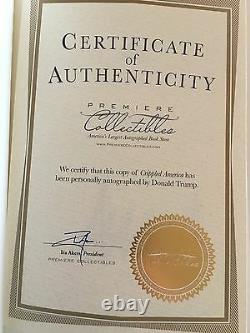 CERTIFICATE
of
AUTHENTICITY
PREMIERE
Collectibles
America's Largest Autographed Book Store
WWW.PREMIERECOLLECTIBLES.COM
We certify that this copy of Crippled America has
been personally autographed by Donald Trump.
President
PREMIERE COLLECTIBLES